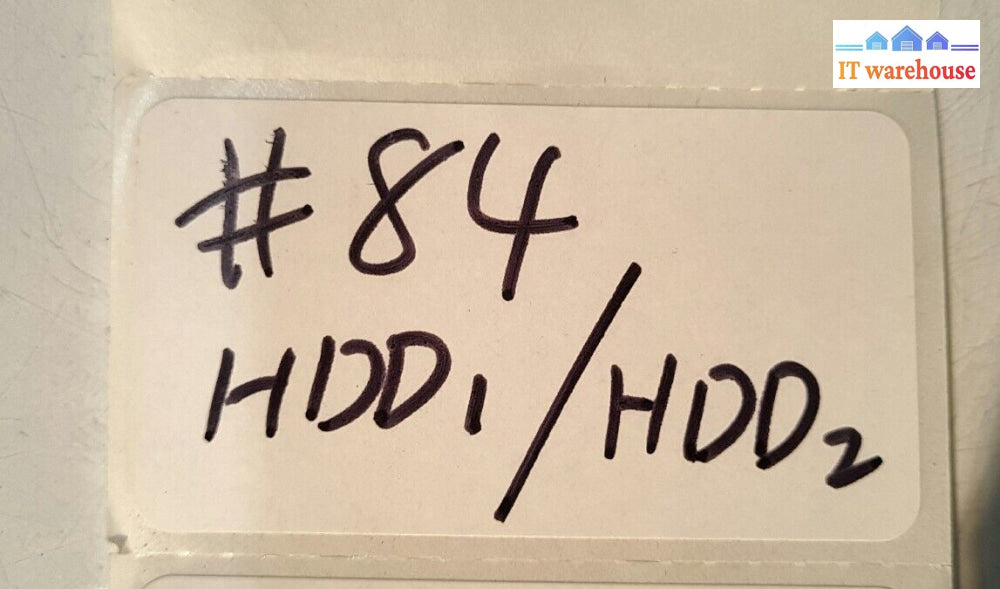 IT warehouse
#84
HDD1/HDD2